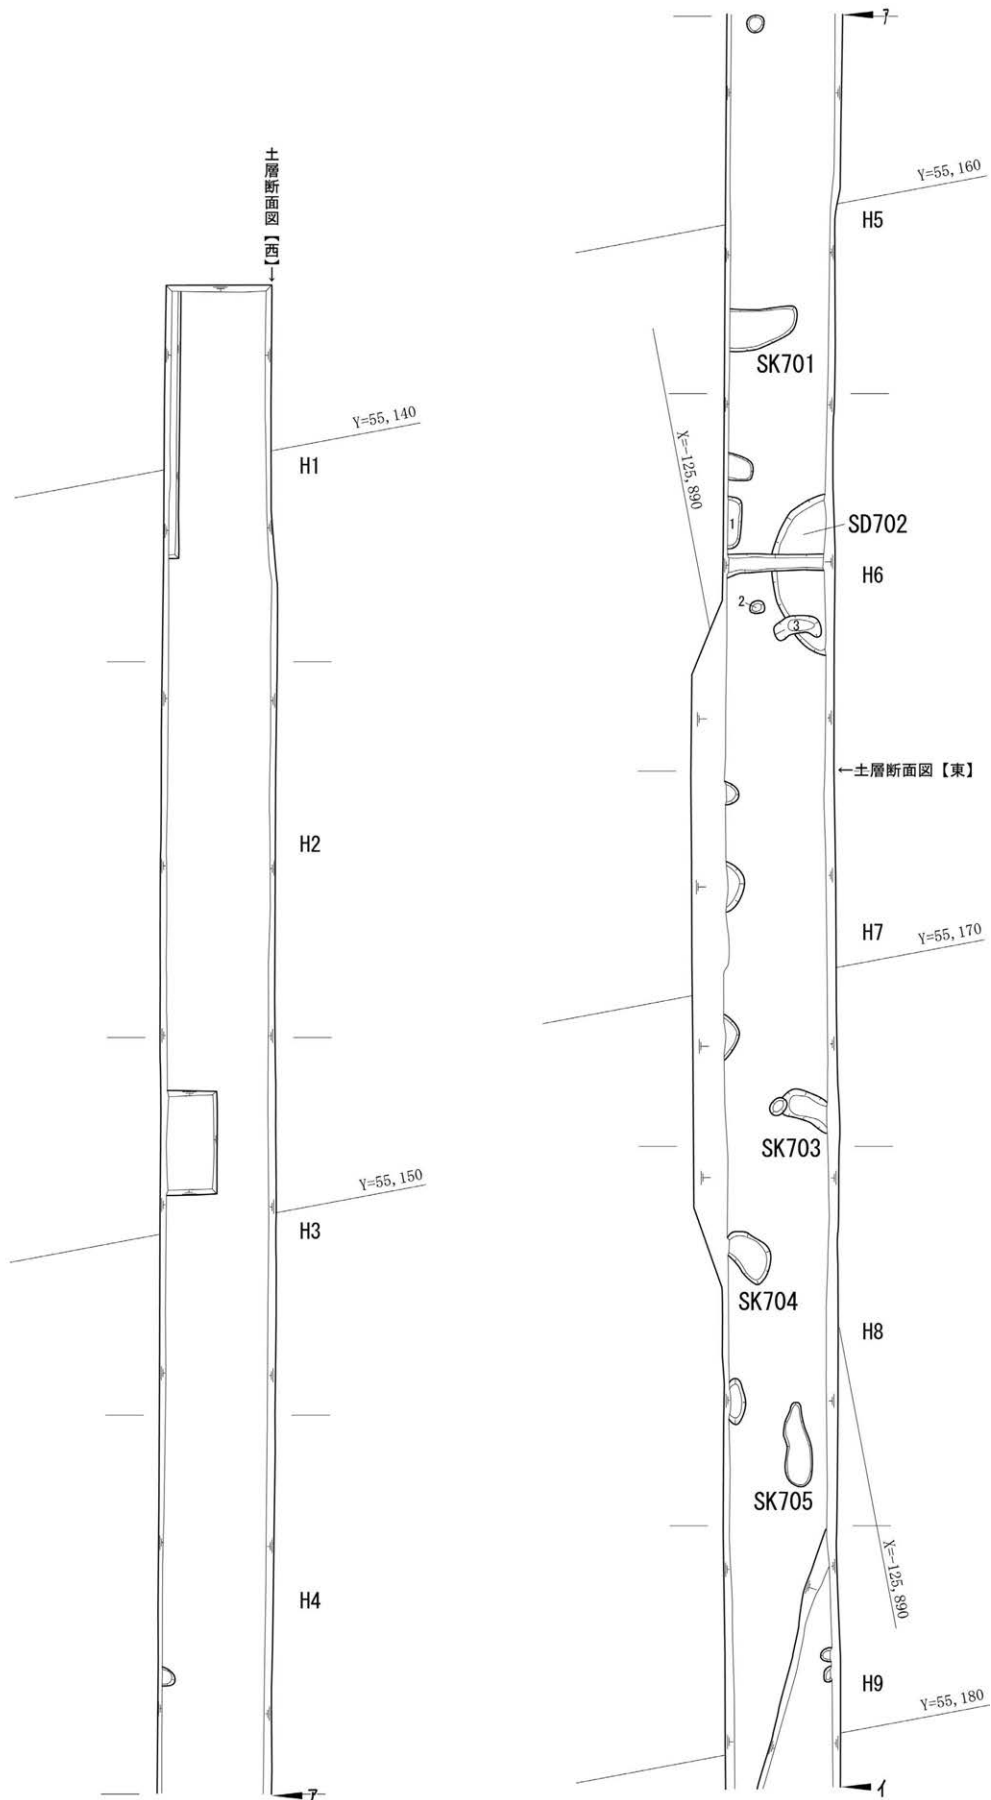 土層断面図【西】→
Y=55,140
H1
H2
Y=55,150
H3
H4
ア
ア
Y=55,160
H5
SK701
X=-125,890
1
SD702
H6
2
3
←土層断面図【東】
H7
Y=55,170
SK703
SK704
H8
SK705
X=-125,890
H9
Y=55,180
イ